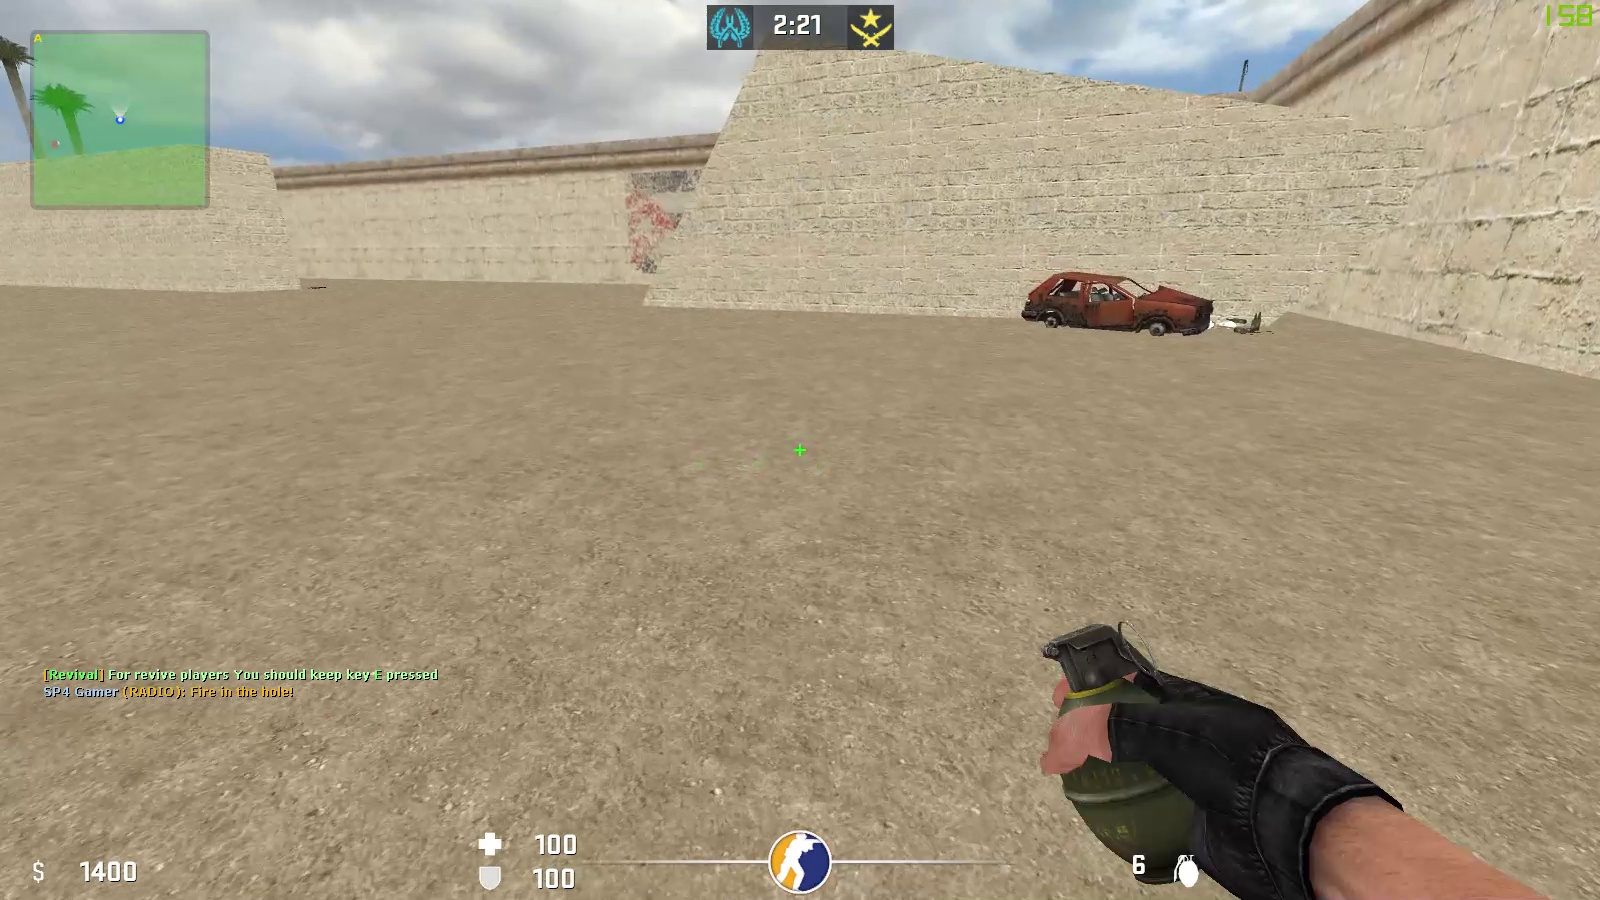 A
2:21
158
[Revival] For revive players You should keep key E pressed
SP4 Gamer (RADIO): Fire in the hole!
$ 1400
100
100
6